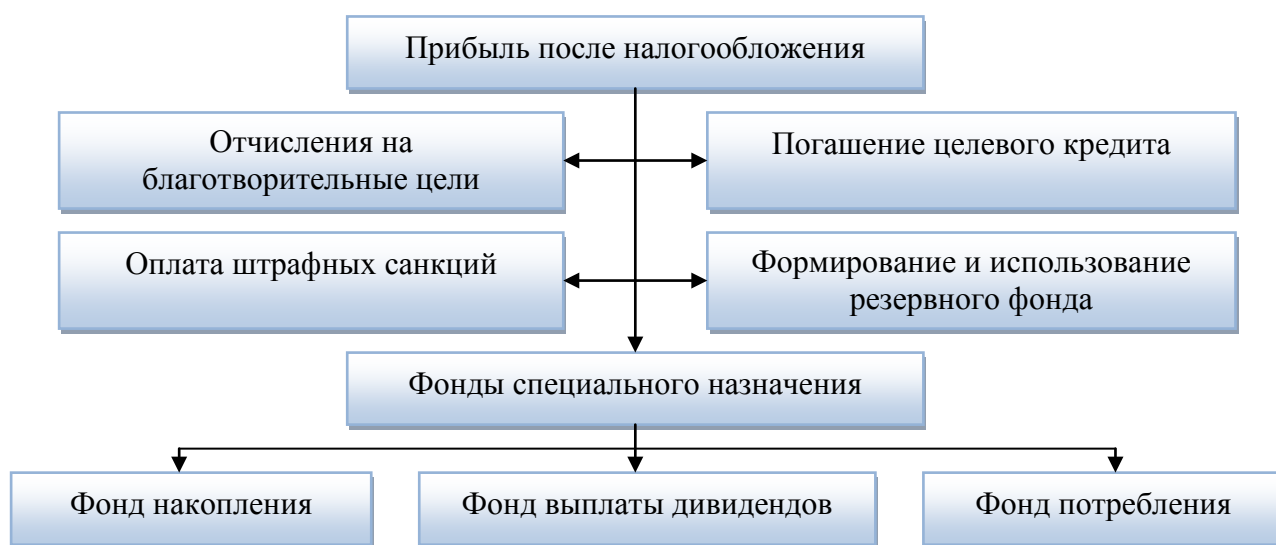 Прибыль после налогообложения
Отчисления на
благотворительные цели
Погашение целевого кредита
Оплата штрафных санкций
Формирование и использование
резервного фонда
Фонды специального назначения
Фонд накопления
Фонд выплаты дивидендов
Фонд потребления